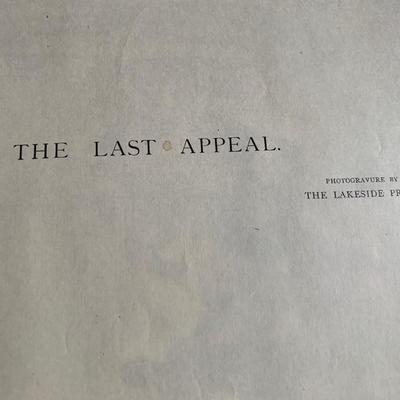 THE LAST APPEAL.
PHOTOGRAVURE BY
THE LAKESIDE PR